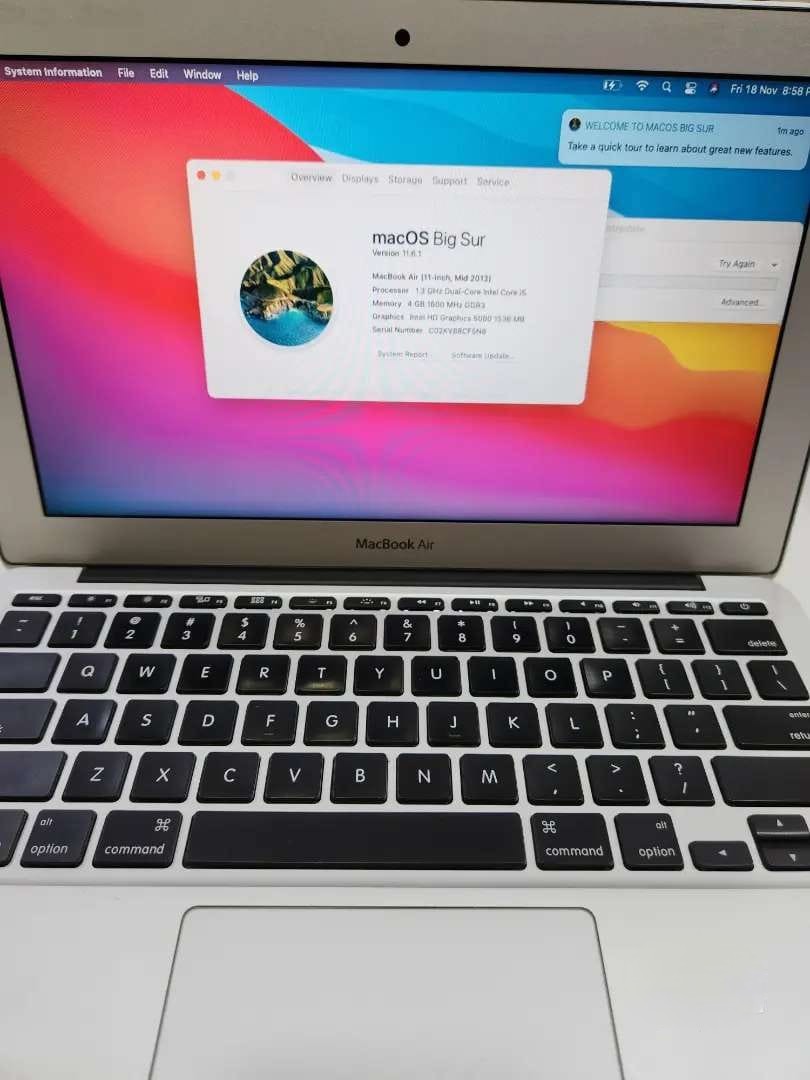 System Information File Edit Window Help
Fri 18 Nov 8:58 P
WELCOME TO MACOS BIG SUR 1m ago
Take a quick tour to learn about great new features.
Overview Displays Storage Support Service
macOS Big Sur
Version 11.6.1
MacBook Air (11-inch, Mid 2013)
Processor 1.3 GHz Dual-Core Intel Core i5
Memory 4 GB 1600 MHz DDR3
Graphics Intel HD Graphics 5000 1536 MB
Serial Number
System Report Software Update...
Try Again
Advanced...
MacBook Air
! 1 @ 2 # 3 $ 4 % 5 ^ 6 & 7 * 8 ( 9 ) 0 - + = delete
Q W E R T Y U I O P { [ } ] | \
A S D F G H J K L : ; " ' enter
retu
Z X C V B N M < , > . ? /
alt ⌘ ⌘ alt
option command command option ◀ ▲ ▼